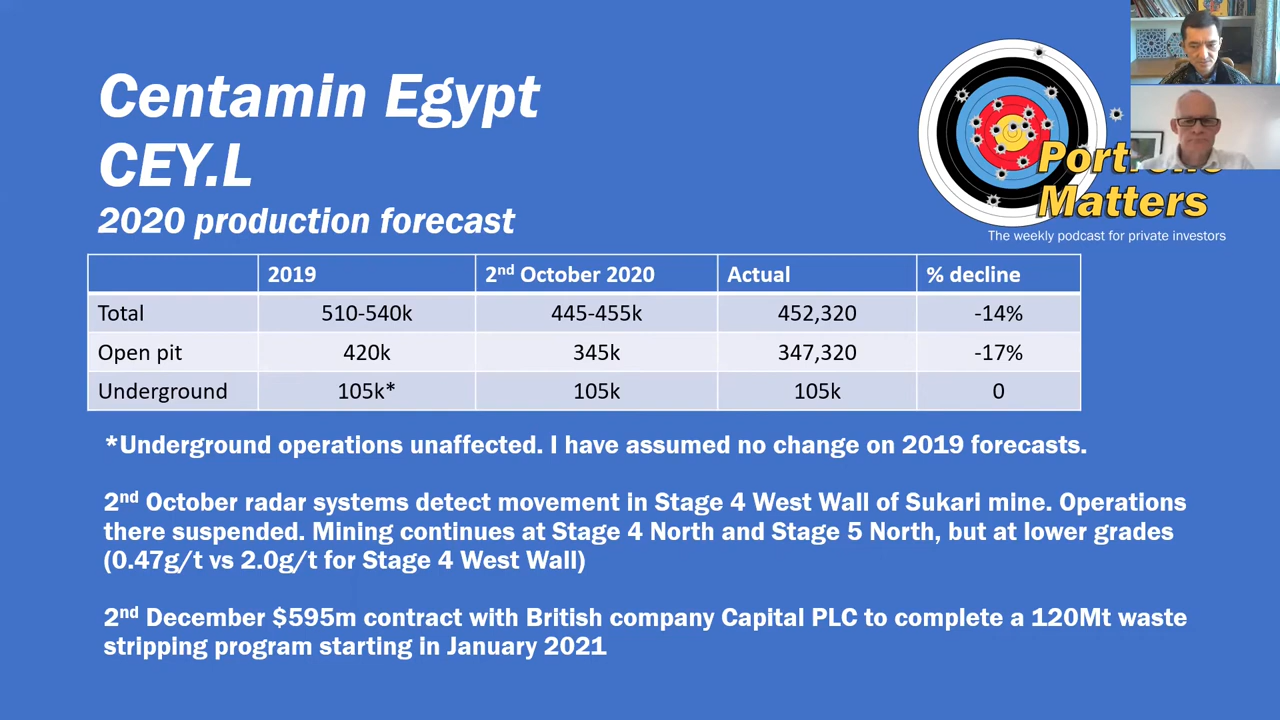 Centamin Egypt
CEY.L
2020 production forecast
Matters
The weekly podcast for private investors
2019 2nd October 2020 Actual % decline
Total 510-540k 445-455k 452,320 -14%
Open pit 420k 345k 347,320 -17%
Underground 105k* 105k 105k 0
*Underground operations unaffected. I have assumed no change on 2019 forecasts.
2nd October radar systems detect movement in Stage 4 West Wall of Sukari mine. Operations
there suspended. Mining continues at Stage 4 North and Stage 5 North, but at lower grades
(0.47g/t vs 2.0g/t for Stage 4 West Wall)
2nd December $595m contract with British company Capital PLC to complete a 120Mt waste
stripping program starting in January 2021